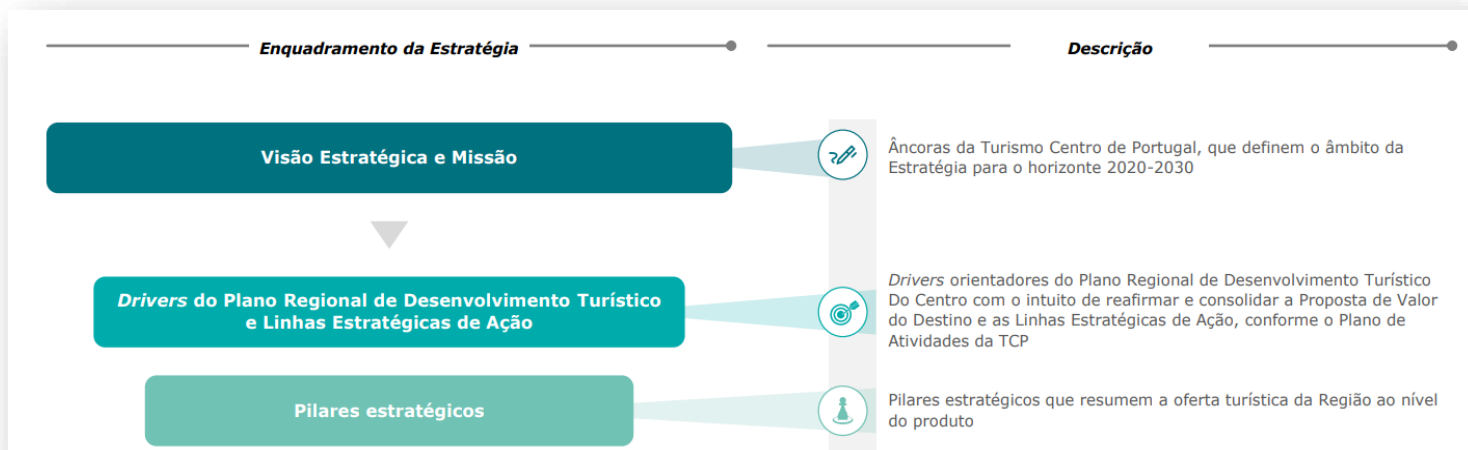 Enquadramento da Estratégia
Descrição
Visão Estratégica e Missão
Âncoras da Turismo Centro de Portugal, que definem o âmbito da
Estratégia para o horizonte 2020-2030
Drivers do Plano Regional de Desenvolvimento Turístico
e Linhas Estratégicas de Ação
Drivers orientadores do Plano Regional de Desenvolvimento Turístico
Do Centro com o intuito de reafirmar e consolidar a Proposta de Valor
do Destino e as Linhas Estratégicas de Ação, conforme o Plano de
Atividades da TCP
Pilares estratégicos
Pilares estratégicos que resumem a oferta turística da Região ao nível
do produto